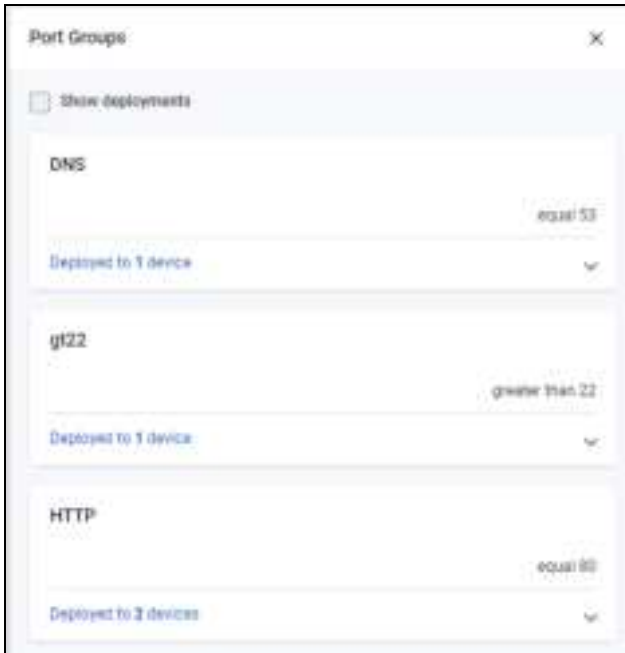 Port Groups
Show deployments
DNS
equal 53
Deployed to 1 device
gt22
greater than 22
Deployed to 1 device
HTTP
equal 80
Deployed to 2 devices